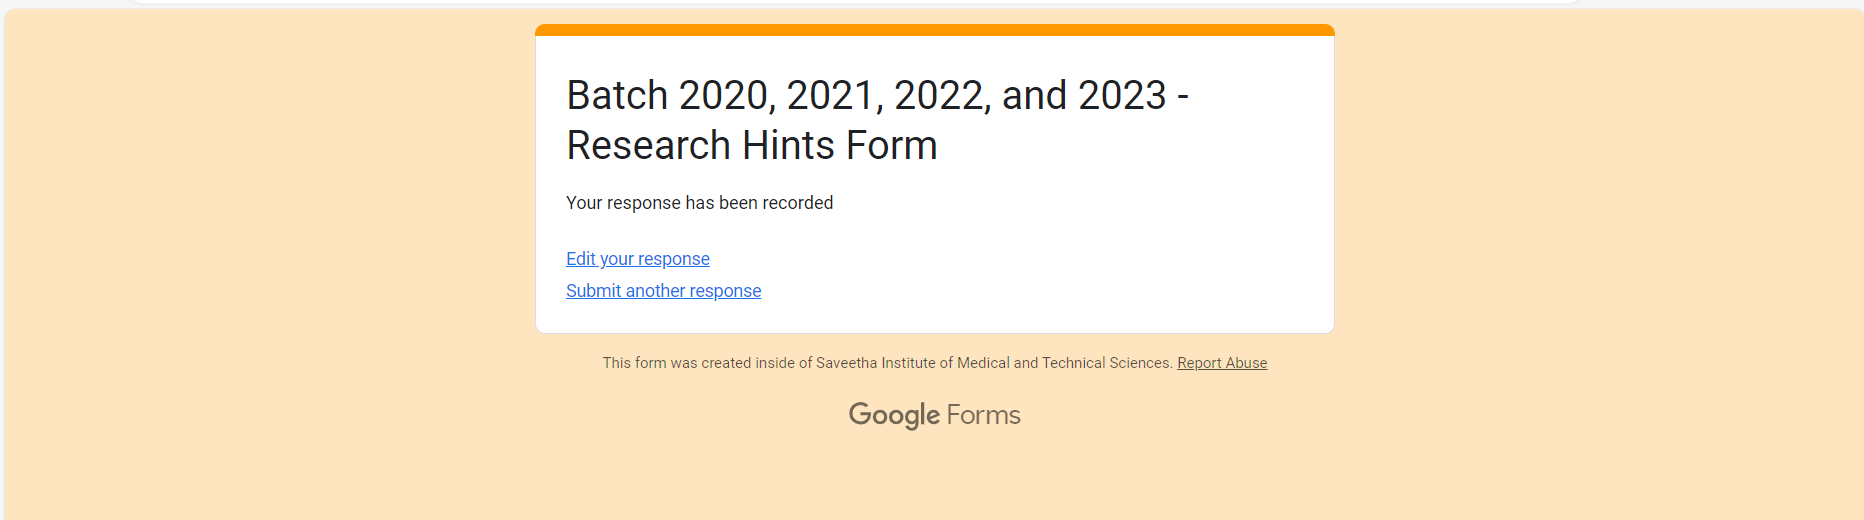 Batch 2020, 2021, 2022, and 2023 -
Research Hints Form
Your response has been recorded
Edit your response
Submit another response
This form was created inside of Saveetha Institute of Medical and Technical Sciences. Report Abuse
Google Forms